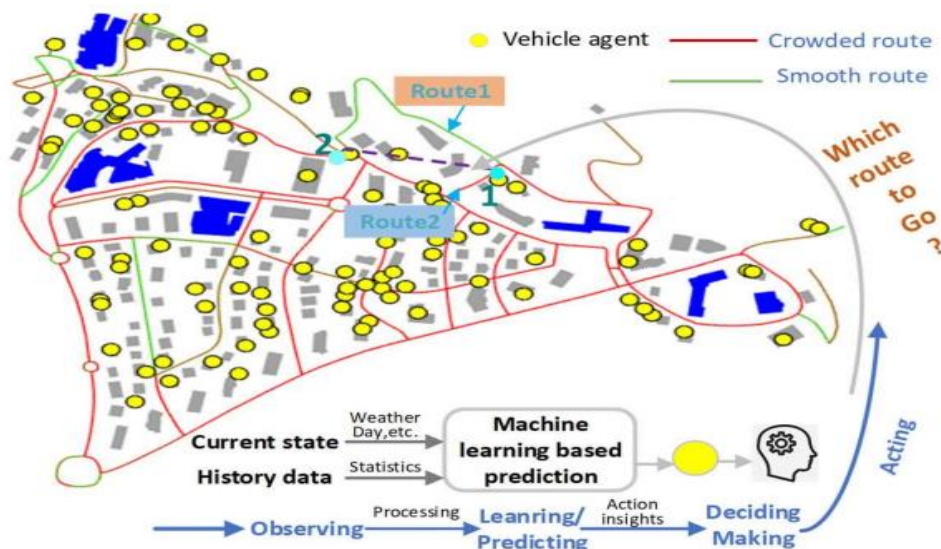 Vehicle agent
Crowded route
Smooth route
Route1
2
1
Route2
Which
route
to
Go
?
Current state
Weather
Day,etc.
History data
Statistics
Machine
learning based
prediction
Acting
Observing
Processing
Leanring/
Predicting
Action
insights
Deciding
Making